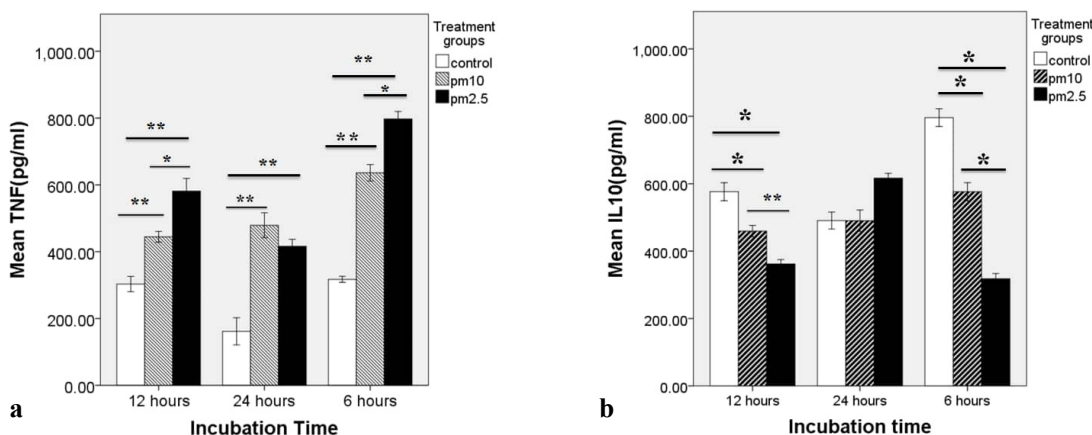 Treatment
groups
control
pm10
pm2.5
Mean TNF(pg/ml)
1,000.00
800.00
600.00
400.00
200.00
0.00
**
*
**
**
**
**
*
**
12 hours
24 hours
6 hours
Incubation Time
a
Treatment
groups
control
pm10
pm2.5
Mean IL10(pg/ml)
1,000.00
800.00
600.00
400.00
200.00
0.00
*
*
**
*
*
*
12 hours
24 hours
6 hours
Incubation time
b